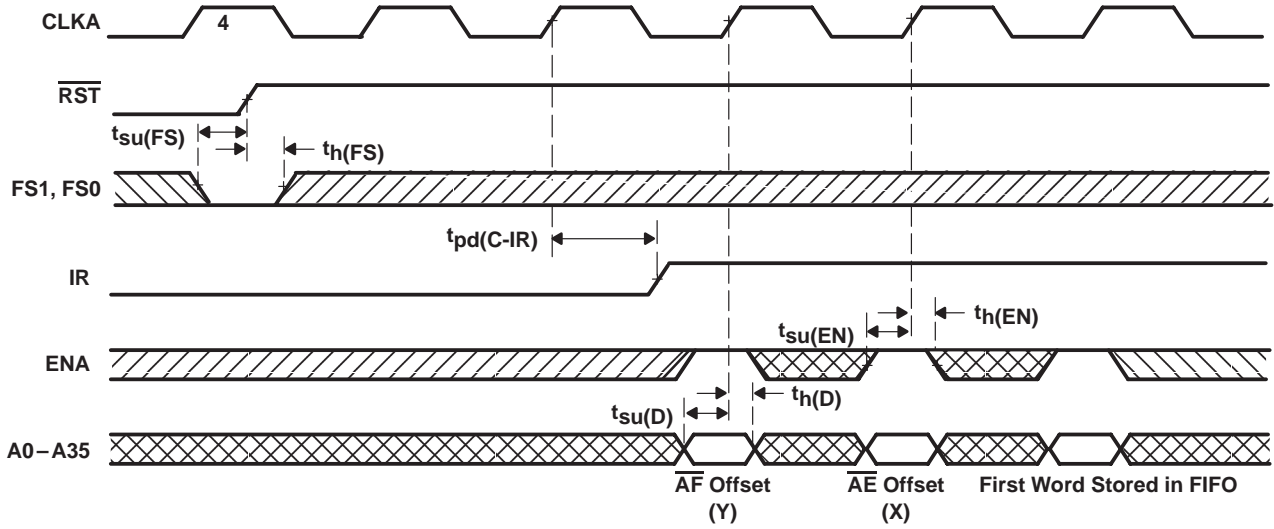 CLKA
4
RST
tsu(FS)
th(FS)
FS1, FS0
tpd(C-IR)
IR
th(EN)
tsu(EN)
ENA
tsu(D)
th(D)
A0–A35
AF Offset
(Y)
AE Offset
(X)
First Word Stored in FIFO